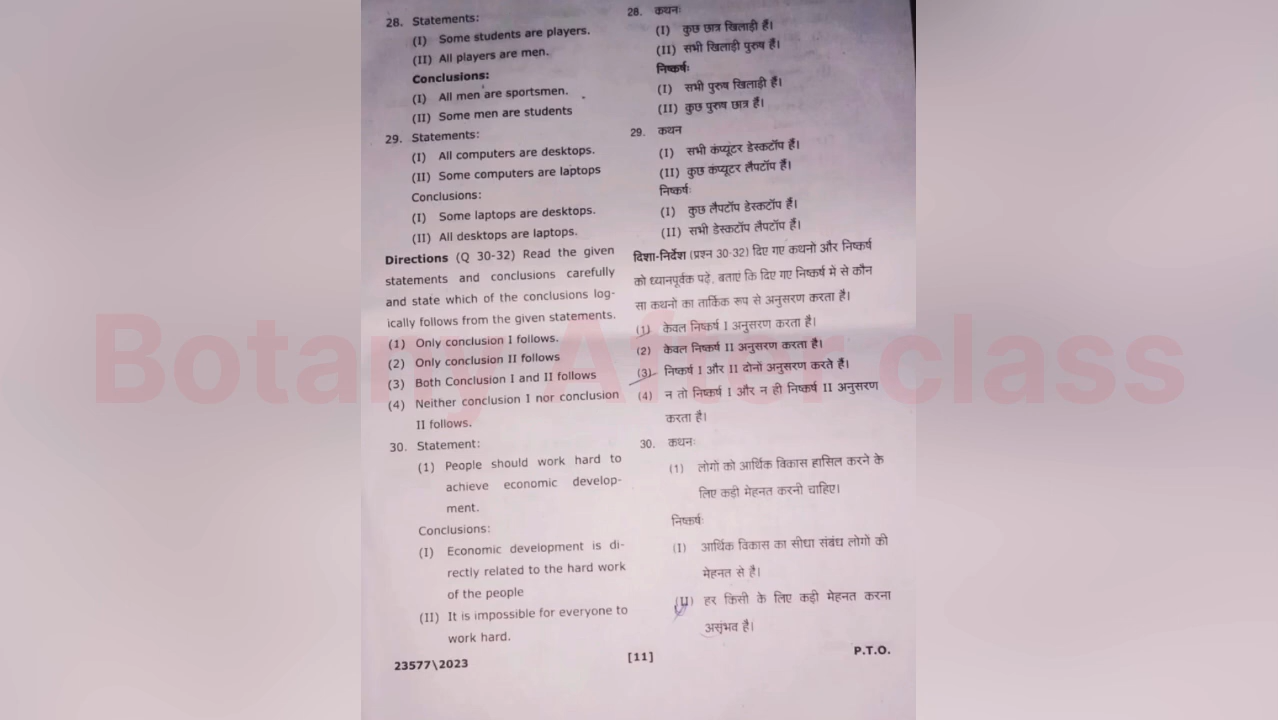 28. Statements:
(I) Some students are players.
(II) All players are men.
Conclusions:
(I) All men are sportsmen.
(II) Some men are students
29. Statements:
(I) All computers are desktops.
(II) Some computers are laptops
Conclusions:
(I) Some laptops are desktops.
(II) All desktops are laptops.
Directions (Q 30-32) Read the given
statements and conclusions carefully
and state which of the conclusions log-
ically follows from the given statements.
(1) Only conclusion I follows.
(2) Only conclusion II follows
(3) Both Conclusion I and II follows
(4) Neither conclusion I nor conclusion
II follows.
30. Statement:
(1) People should work hard to
achieve economic develop-
ment.
Conclusions:
(I) Economic development is di-
rectly related to the hard work
of the people
(II) It is impossible for everyone to
work hard.
28. कथनः
(I) कुछ छात्र खिलाड़ी हैं।
(II) सभी खिलाड़ी पुरुष हैं।
निष्कर्षः
(I) सभी पुरुष खिलाड़ी हैं।
(II) कुछ पुरुष छात्र हैं।
29. कथन
(I) सभी कंप्यूटर डेस्कटॉप हैं।
(II) कुछ कंप्यूटर लैपटॉप हैं।
निष्कर्षः
(I) कुछ लैपटॉप डेस्कटॉप हैं।
(II) सभी डेस्कटॉप लैपटॉप हैं।
दिशा-निर्देश (प्रश्न 30-32) दिए गए कथनो और निष्कर्ष
को ध्यानपूर्वक पढ़ें, बताएं कि दिए गए निष्कर्ष में से कौन
सा कथनो का तार्किक रूप से अनुसरण करता है।
(1) केवल निष्कर्ष I अनुसरण करता है।
(2) केवल निष्कर्ष II अनुसरण करता है।
(3) निष्कर्ष I और II दोनों अनुसरण करते हैं।
(4) न तो निष्कर्ष I और न ही निष्कर्ष II अनुसरण
करता है।
30. कथनः
(1) लोगो को आर्थिक विकास हासिल करने के
लिए कड़ी मेहनत करनी चाहिए।
निष्कर्षः
(I) आर्थिक विकास का सीधा संबंध लोगों की
मेहनत से है।
(II) हर किसी के लिए कड़ी मेहनत करना
असंभव है।
23577\2023
[11]
P.T.O.
Botany After class